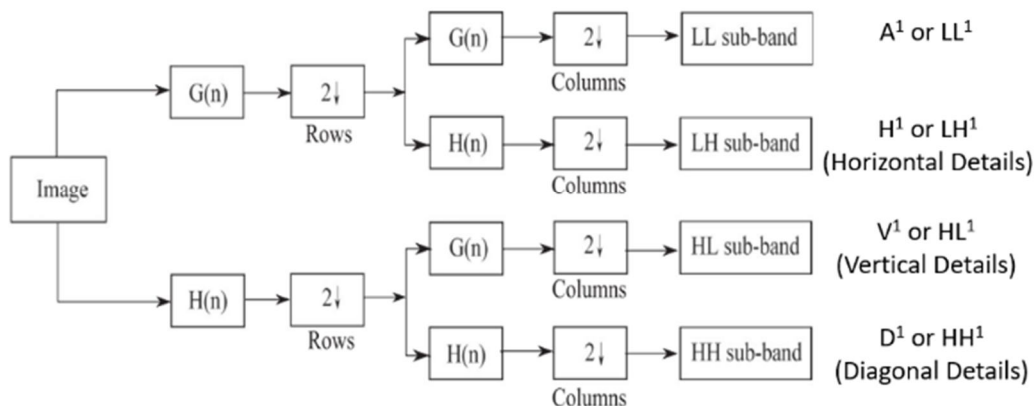 G(n)
2↓
LL sub-band
A¹ or LL¹
Columns
G(n)
2↓
Rows
H(n)
2↓
LH sub-band
H¹ or LH¹
(Horizontal Details)
Columns
Image
G(n)
2↓
HL sub-band
V¹ or HL¹
(Vertical Details)
Columns
H(n)
2↓
Rows
H(n)
2↓
HH sub-band
D¹ or HH¹
(Diagonal Details)
Columns